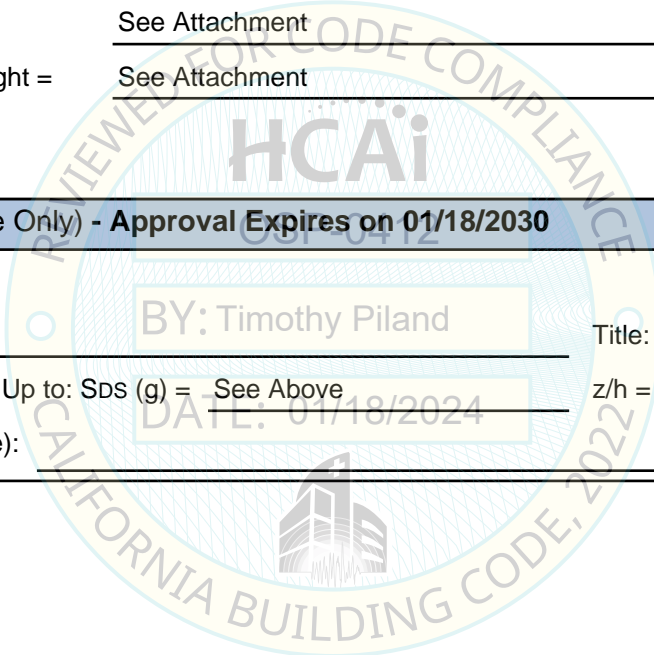 See Attachment
ght = See Attachment
REVIEWED FOR CODE COMPLIANCE
HCAi
e Only) - Approval Expires on 01/18/2030
OSP-0412
BY: Timothy Piland
Title:
Up to: SDS (g) = See Above z/h =
DATE: 01/18/2024
e):
CALIFORNIA BUILDING CODE, 2022